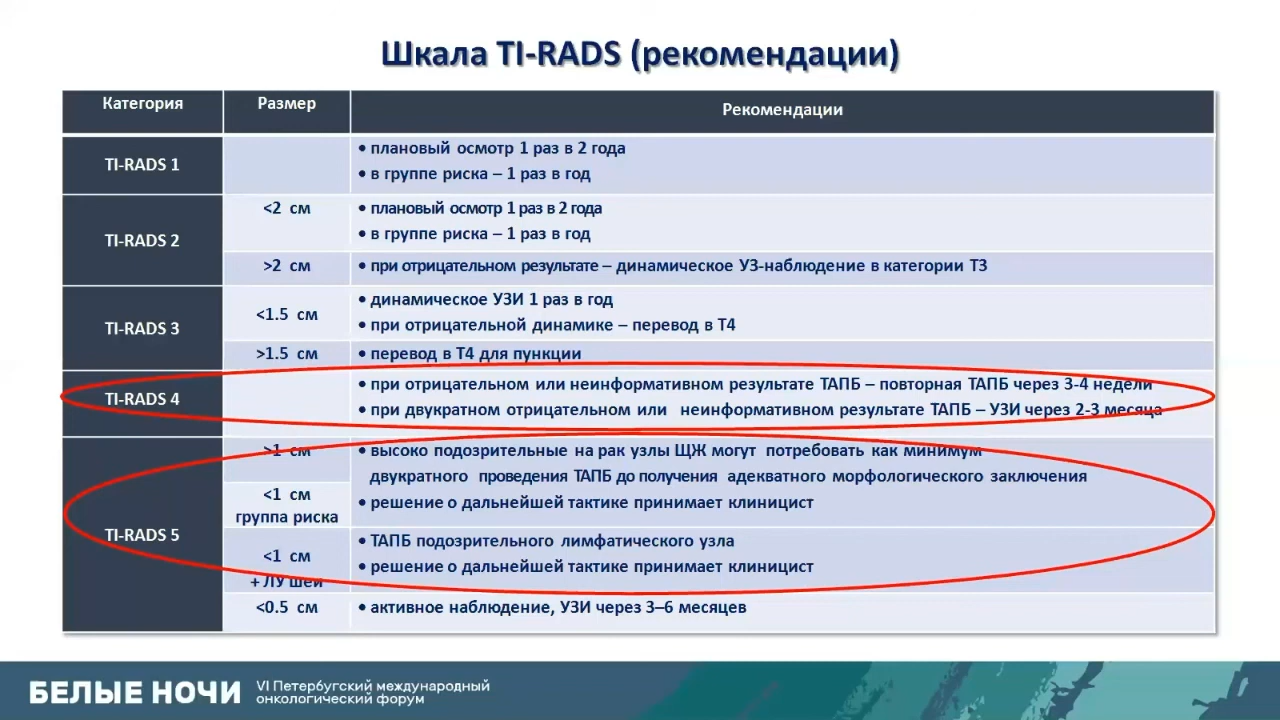 Шкала TI-RADS (рекомендации)
Категория Размер Рекомендации
TI-RADS 1
• плановый осмотр 1 раз в 2 года
• в группе риска – 1 раз в год
TI-RADS 2
<2 см
• плановый осмотр 1 раз в 2 года
• в группе риска – 1 раз в год
>2 см
• при отрицательном результате – динамическое УЗ-наблюдение в категории Т3
TI-RADS 3
<1.5 см
• динамическое УЗИ 1 раз в год
• при отрицательной динамике – перевод в Т4
>1.5 см
• перевод в Т4 для пункции
TI-RADS 4
• при отрицательном или неинформативном результате ТАПБ – повторная ТАПБ через 3-4 недели
• при двукратном отрицательном или неинформативном результате ТАПБ – УЗИ через 2-3 месяца
TI-RADS 5
>1 см
<1 см
группа риска
• высоко подозрительные на рак узлы ЩЖ могут потребовать как минимум
двукратного проведения ТАПБ до получения адекватного морфологического заключения
• решение о дальнейшей тактике принимает клиницист
<1 см
+ ЛУ шеи
• ТАПБ подозрительного лимфатического узла
• решение о дальнейшей тактике принимает клиницист
<0.5 см
• активное наблюдение, УЗИ через 3–6 месяцев
БЕЛЫЕ НОЧИ
VI Петербургский международный
онкологический форум